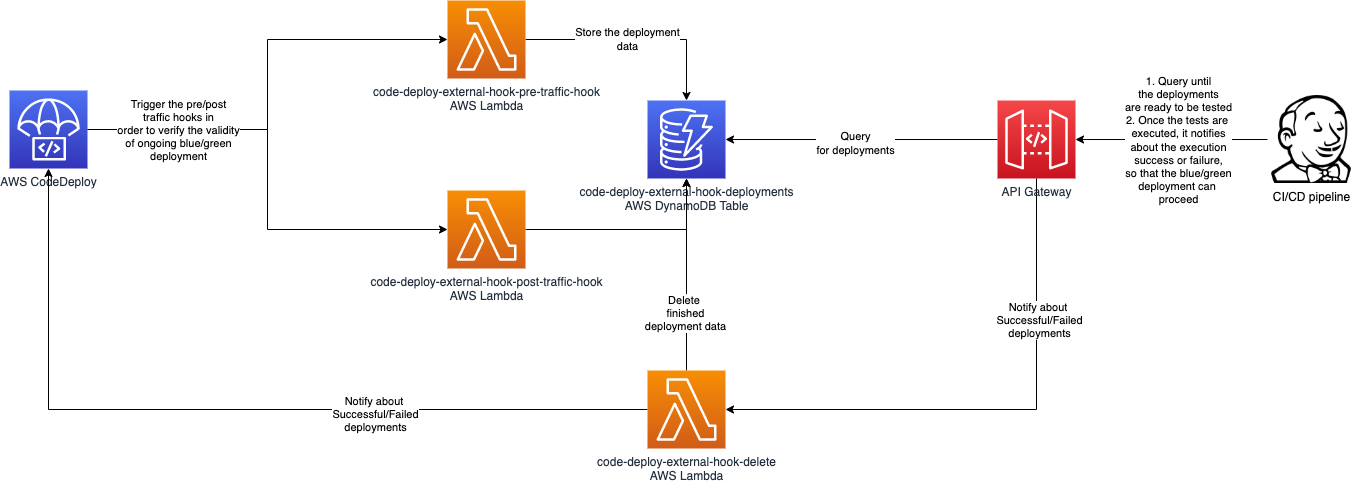 Store the deployment
data
code-deploy-external-hook-pre-traffic-hook
AWS Lambda
Trigger the pre/post
traffic hooks in
order to verify the validity
of ongoing blue/green
deployment
AWS CodeDeploy
code-deploy-external-hook-deployments
AWS DynamoDB Table
Query
for deployments
API Gateway
1. Query until
the deployments
are ready to be tested
2. Once the tests are
executed, it notifies
about the execution
success or failure,
so that the blue/green
deployment can
proceed
CI/CD pipeline
code-deploy-external-hook-post-traffic-hook
AWS Lambda
Delete
finished
deployment data
Notify about
Successful/Failed
deployments
Notify about
Successful/Failed
deployments
code-deploy-external-hook-delete
AWS Lambda